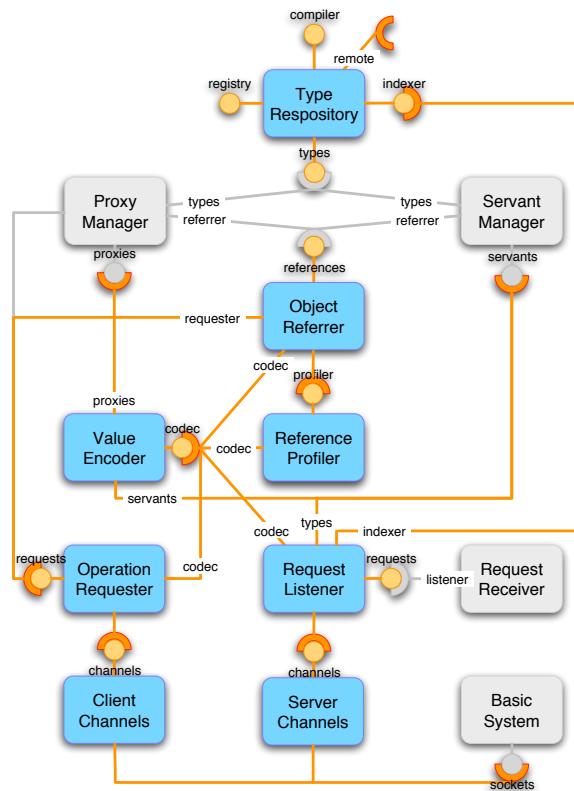 compiler
remote
registry
Type
Respository
indexer
types
Proxy
Manager
types
referrer
types
referrer
Servant
Manager
proxies
references
servants
requester
Object
Referrer
codec
profiler
proxies
Value
Encoder
codec
codec
Reference
Profiler
servants
types
codec
indexer
requests
Operation
Requester
codec
Request
Listener
requests
listener
Request
Receiver
channels
channels
Client
Channels
Server
Channels
Basic
System
sockets